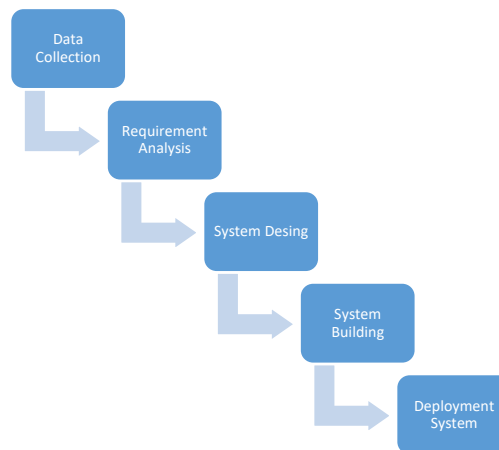 Data
Collection
Requirement
Analysis
System Desing
System
Building
Deployment
System